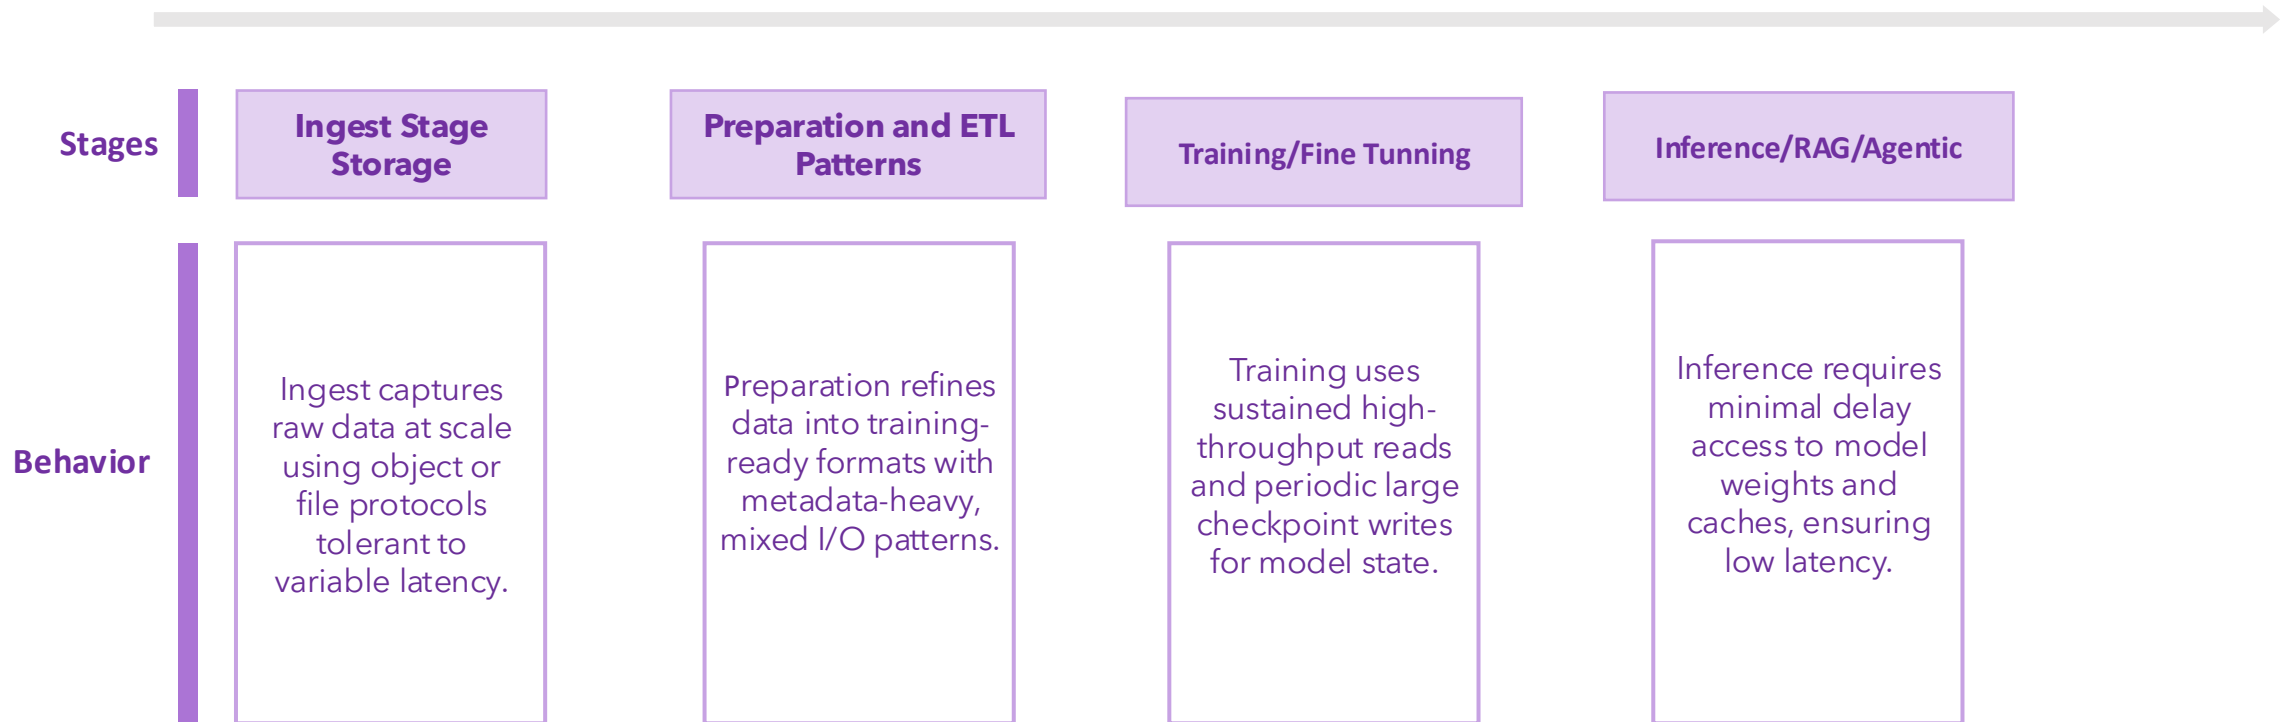 Stages
Ingest Stage
Storage
Preparation and ETL
Patterns
Training/Fine Tunning
Inference/RAG/Agentic
Behavior
Ingest captures
raw data at scale
using object or
file protocols
tolerant to
variable latency.
Preparation refines
data into training-
ready formats with
metadata-heavy,
mixed I/O patterns.
Training uses
sustained high-
throughput reads
and periodic large
checkpoint writes
for model state.
Inference requires
minimal delay
access to model
weights and
caches, ensuring
low latency.